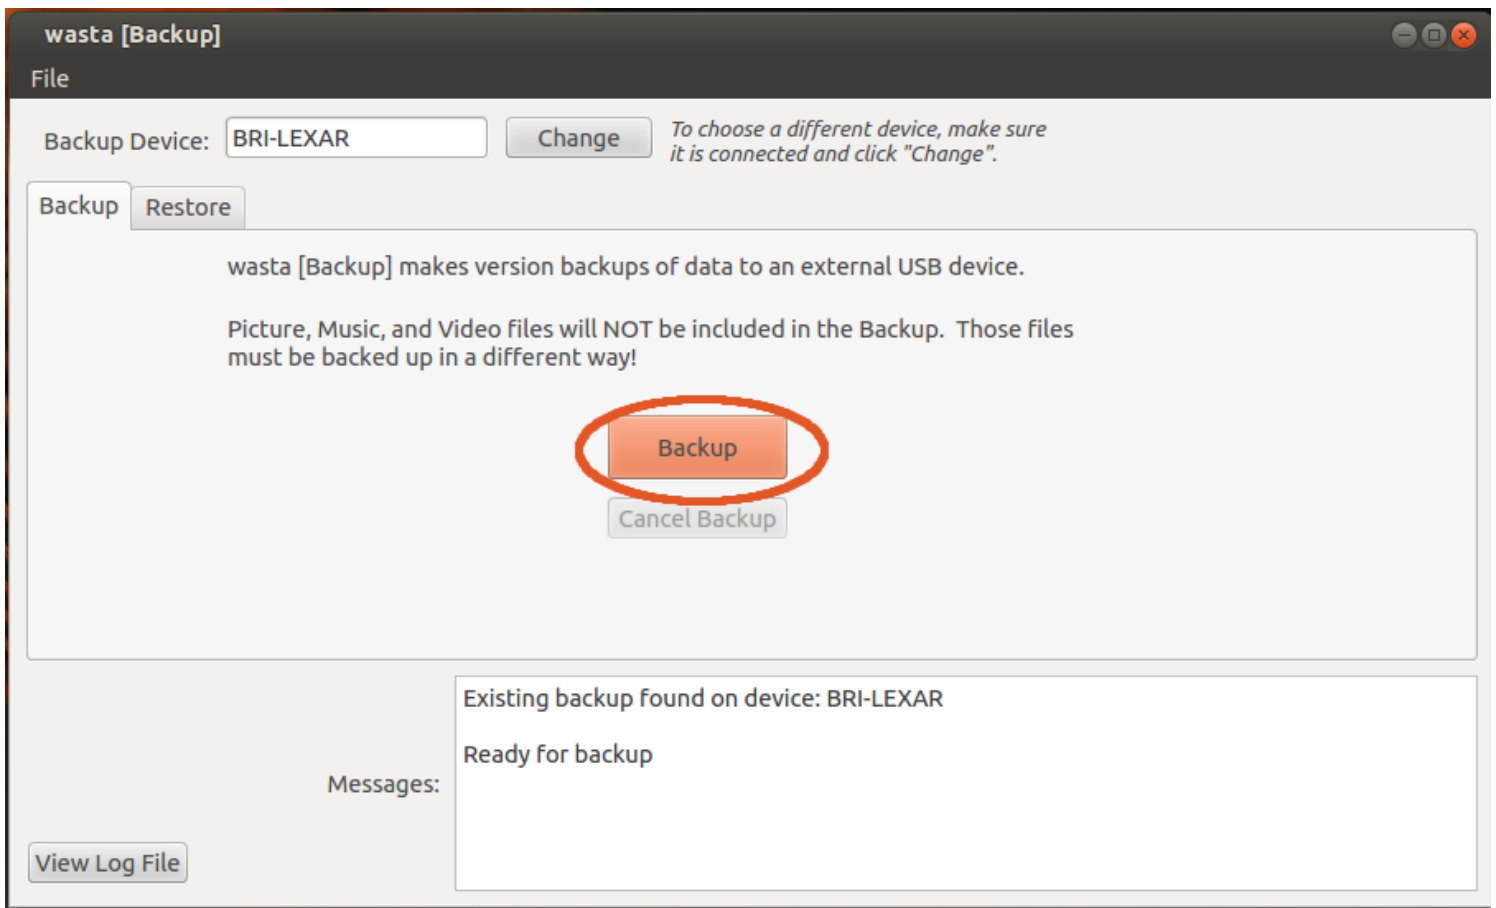 wasta [Backup]
File
Backup Device: BRI-LEXAR Change To choose a different device, make sure
it is connected and click "Change".
Backup Restore
wasta [Backup] makes version backups of data to an external USB device.
Picture, Music, and Video files will NOT be included in the Backup.  Those files
must be backed up in a different way!
Backup
Cancel Backup
Existing backup found on device: BRI-LEXAR
Ready for backup
Messages:
View Log File